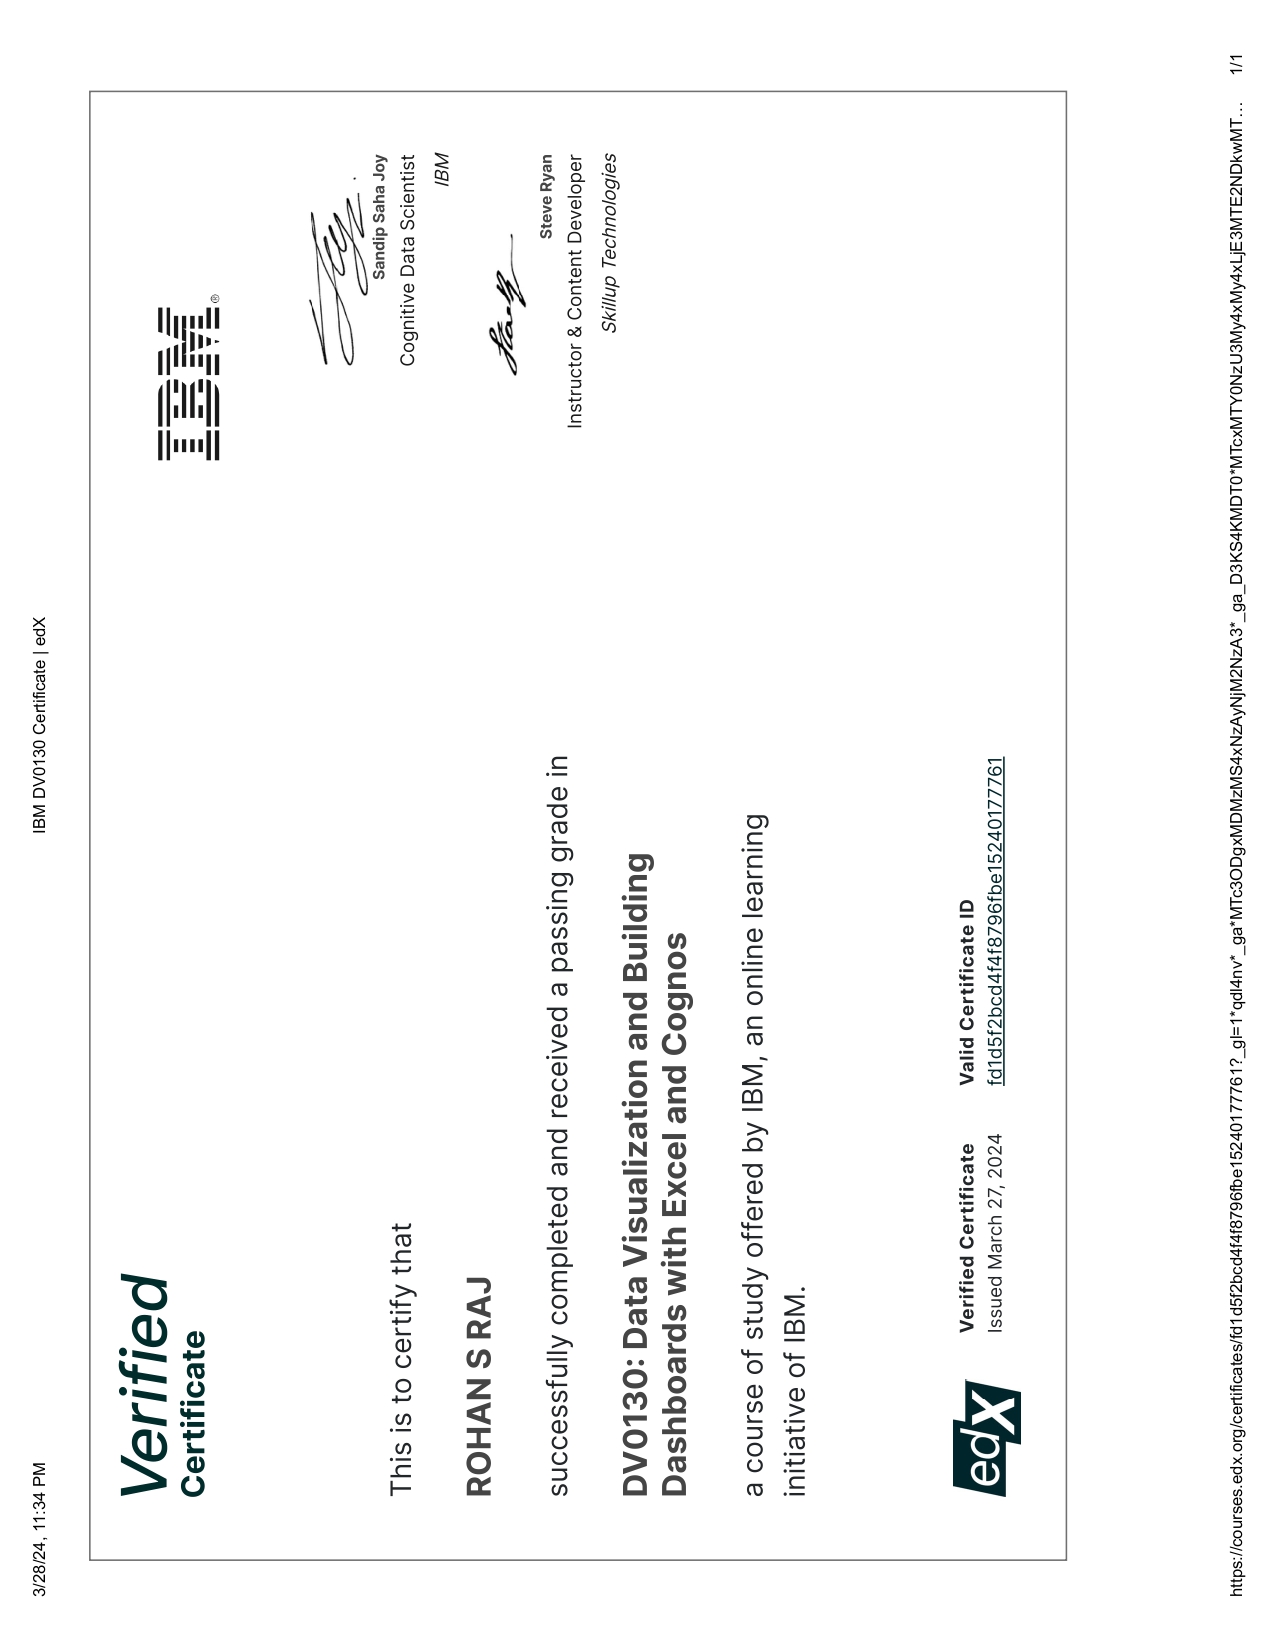 3/28/24, 11:34 PM
IBM DV0130 Certificate | edX
Verified
Certificate
IBM®
This is to certify that
ROHAN S RAJ
successfully completed and received a passing grade in
DV0130: Data Visualization and Building
Dashboards with Excel and Cognos
a course of study offered by IBM, an online learning
initiative of IBM.
Sandip Saha Joy
Cognitive Data Scientist
IBM
Steve Ryan
Instructor & Content Developer
Skillup Technologies
edX
Verified Certificate
Issued March 27, 2024
Valid Certificate ID
fd1d5f2bcd4f4f8796fbe15240177761
https://courses.edx.org/certificates/fd1d5f2bcd4f4f8796fbe15240177761?_gl=1*qdl4nv*_ga*MTc3ODgxMDMzMS4xNzAyNjM2NzA3*_ga_D3KS4KMDT0*MTcxMTY0NzU3My4xMy4xLjE3MTE2NDkwMT…
1/1